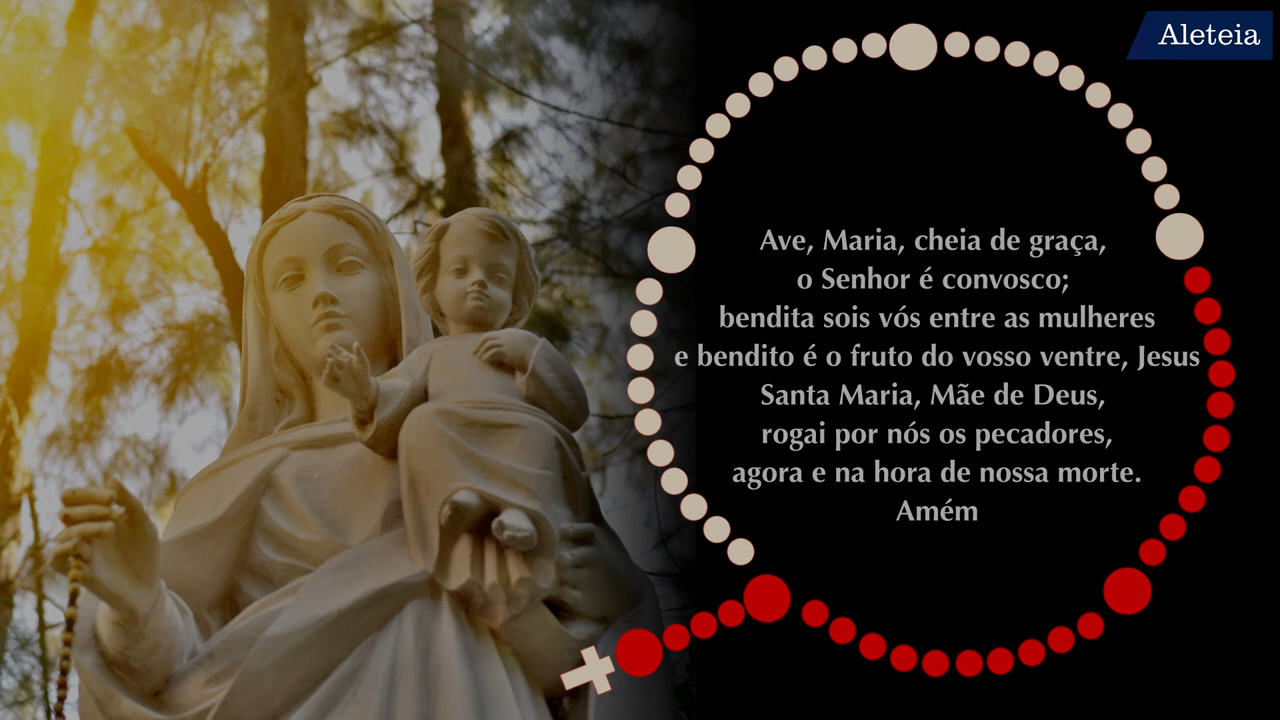 Aleteia
Ave, Maria, cheia de graça,
o Senhor é convosco;
bendita sois vós entre as mulheres
e bendito é o fruto do vosso ventre, Jesus
Santa Maria, Mãe de Deus,
rogai por nós os pecadores,
agora e na hora de nossa morte.
Amém